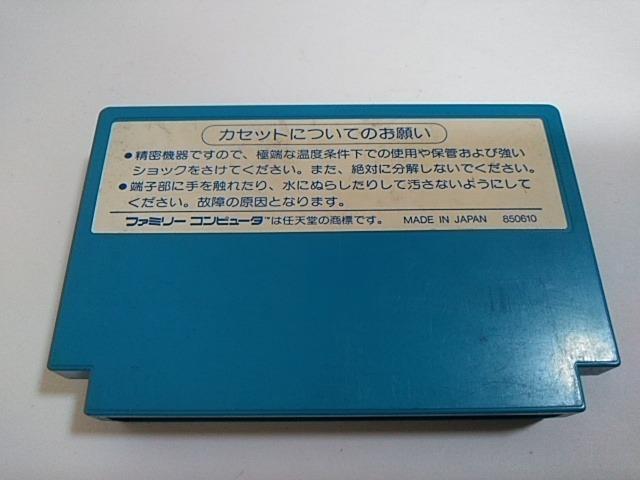 カセットについてのお願い
●精密機器ですので、極端な温度条件下での使用や保管および強い
ショックをさけてください。また、絶対に分解しないでください。
●端子部に手を触れたり、水にぬらしたりして汚さないようにして
ください。故障の原因となります。
ファミリー コンピュータ™は任天堂の商標です。 MADE IN JAPAN 850610